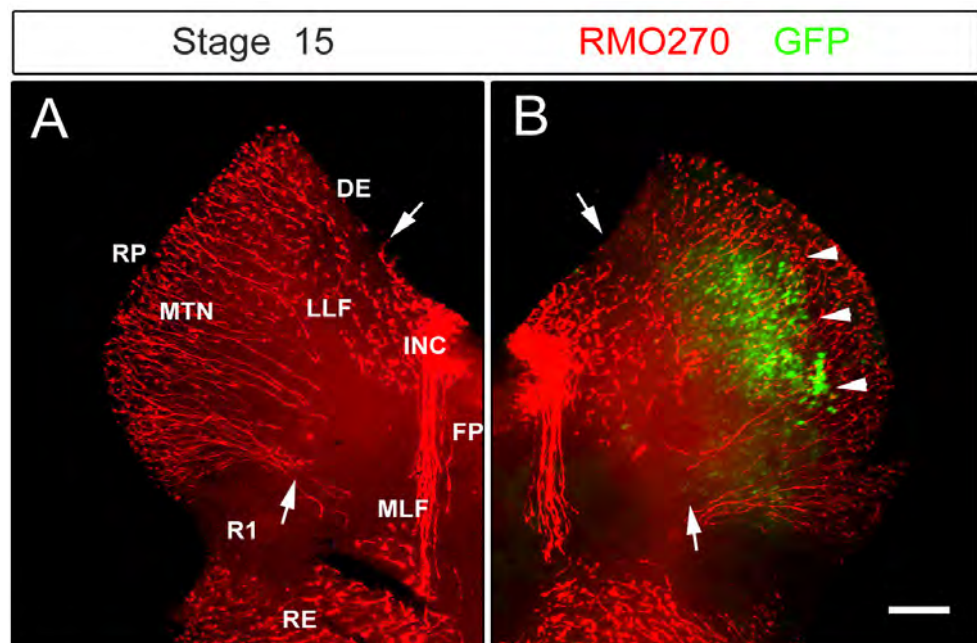 Stage 15 RMO270 GFP
A B
DE
RP
MTN
LLF
INC
FP
MLF
R1
RE